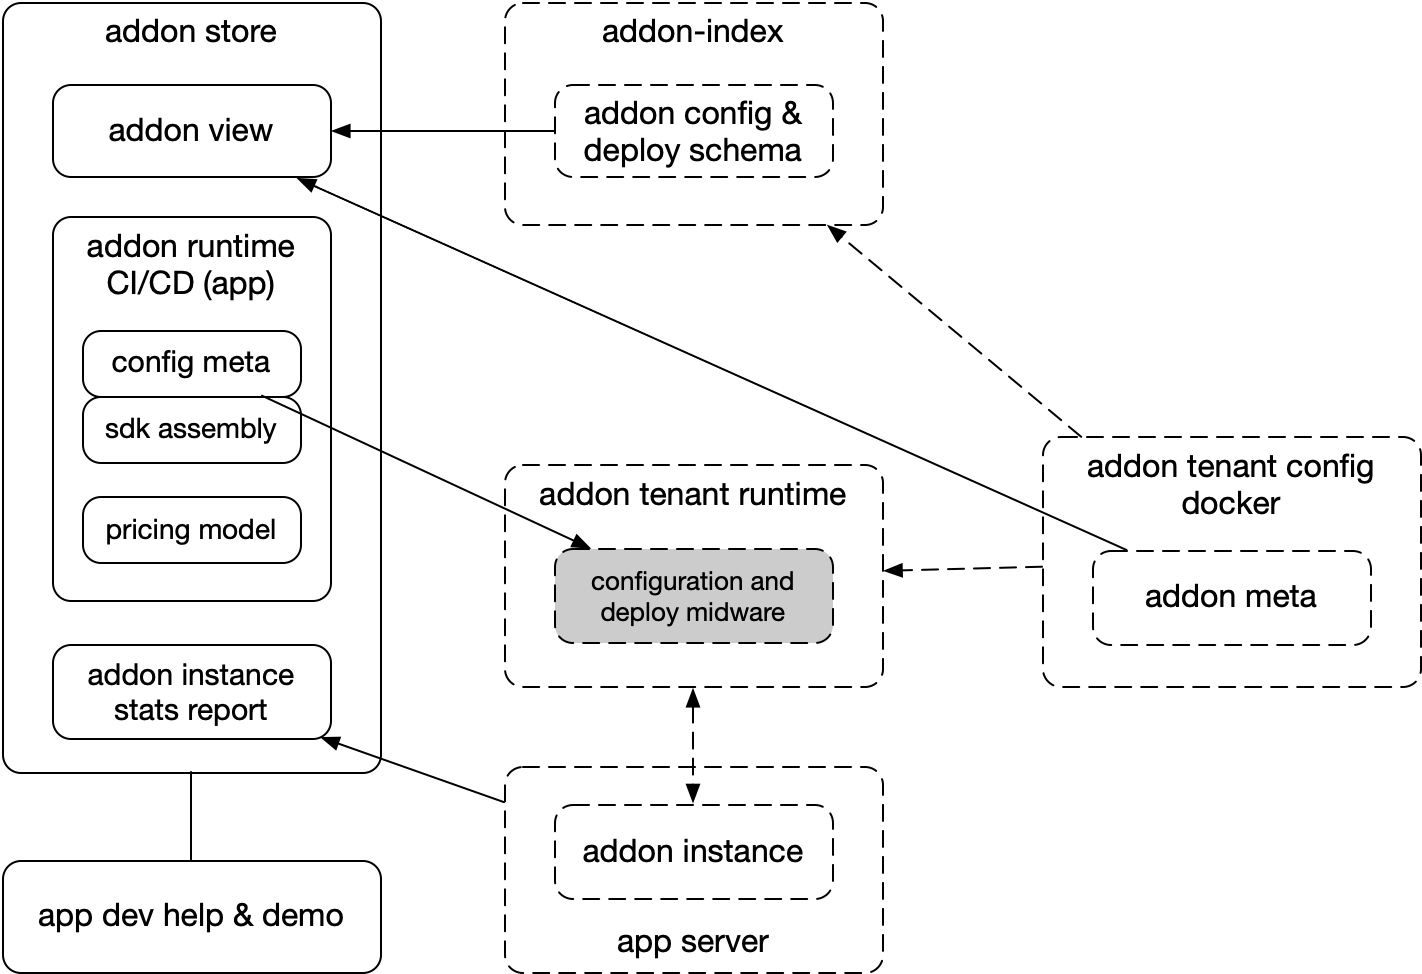 addon store
addon view
addon runtime
CI/CD (app)
config meta
sdk assembly
pricing model
addon instance
stats report
app dev help & demo
addon-index
addon config &
deploy schema
addon tenant runtime
configuration and
deploy midware
addon instance
app server
addon tenant config
docker
addon meta